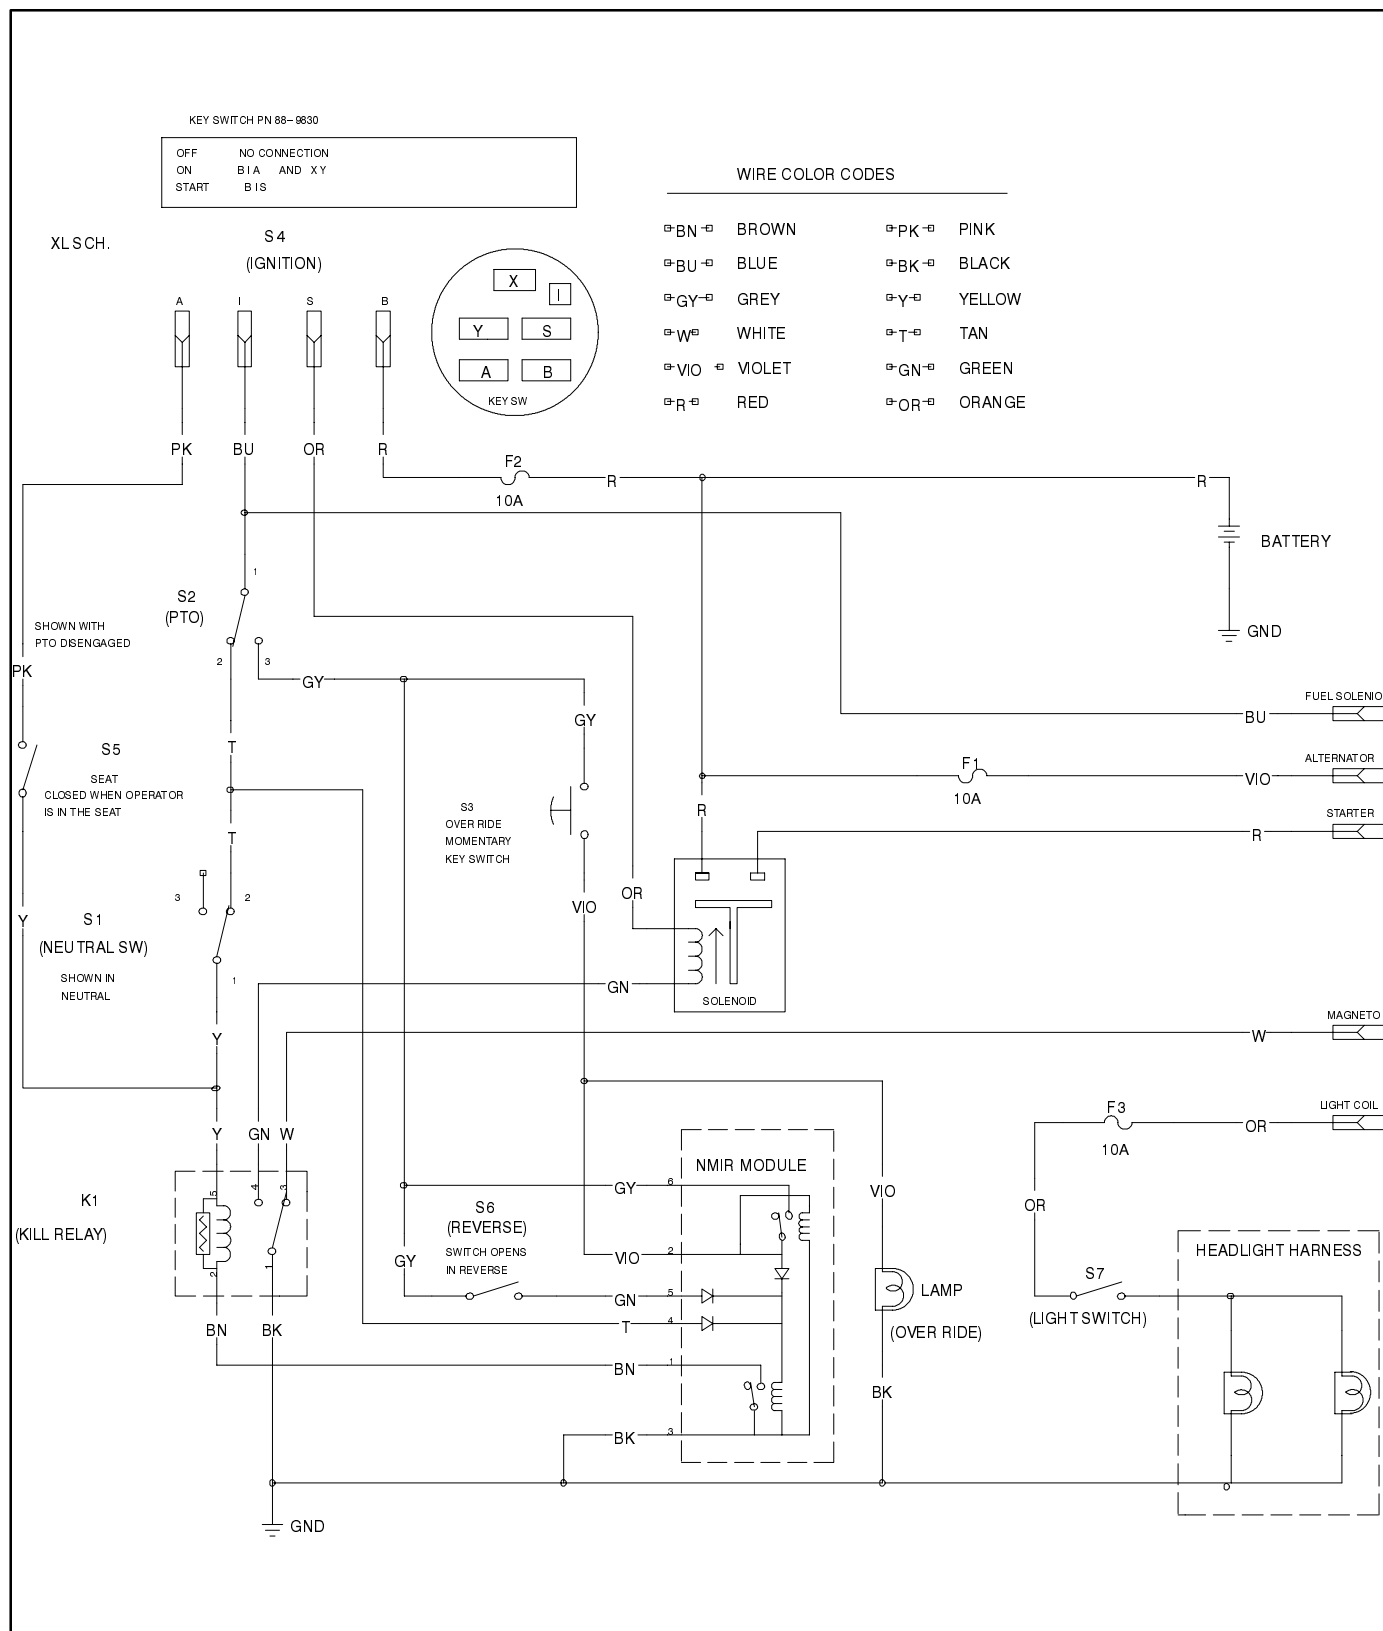 KEY SWITCH PN 88-9830
OFF NO CONNECTION
ON B I A AND X Y
START B I S
WIRE COLOR CODES
XL SCH.
S4
(IGNITION)
BN BROWN PK PINK
BU BLUE BK BLACK
GY GREY Y YELLOW
W WHITE T TAN
VIO VIOLET GN GREEN
R RED OR ORANGE
A I S B
X
I
Y S
A B
KEY SW
PK BU OR R
F2
10A
R
R
BATTERY
GND
1
S2
(PTO)
SHOWN WITH
PTO DISENGAGED
2 3
PK
GY
GY
FUEL SOLENIO
BU
T
S5
SEAT
CLOSED WHEN OPERATOR
IS IN THE SEAT
F1
10A
ALTERNATOR
VIO
S3
OVER RIDE
MOMENTARY
KEY SWITCH
R
STARTER
R
T
3 2
Y
S1
(NEUTRAL SW)
SHOWN IN
NEUTRAL
1
VIO
OR
GN
SOLENOID
Y
MAGNETO
W
LIGHT COIL
F3
10A
OR
Y GN W
K1
(KILL RELAY)
5 4 3
2 1
NMIR MODULE
GY 6
S6
(REVERSE)
SWITCH OPENS
IN REVERSE
VIO 2
GY
GN 5
T 4
BN 1
BK 3
VIO
LAMP
(OVER RIDE)
BK
OR
S7
(LIGHT SWITCH)
HEADLIGHT HARNESS
BN BK
GND